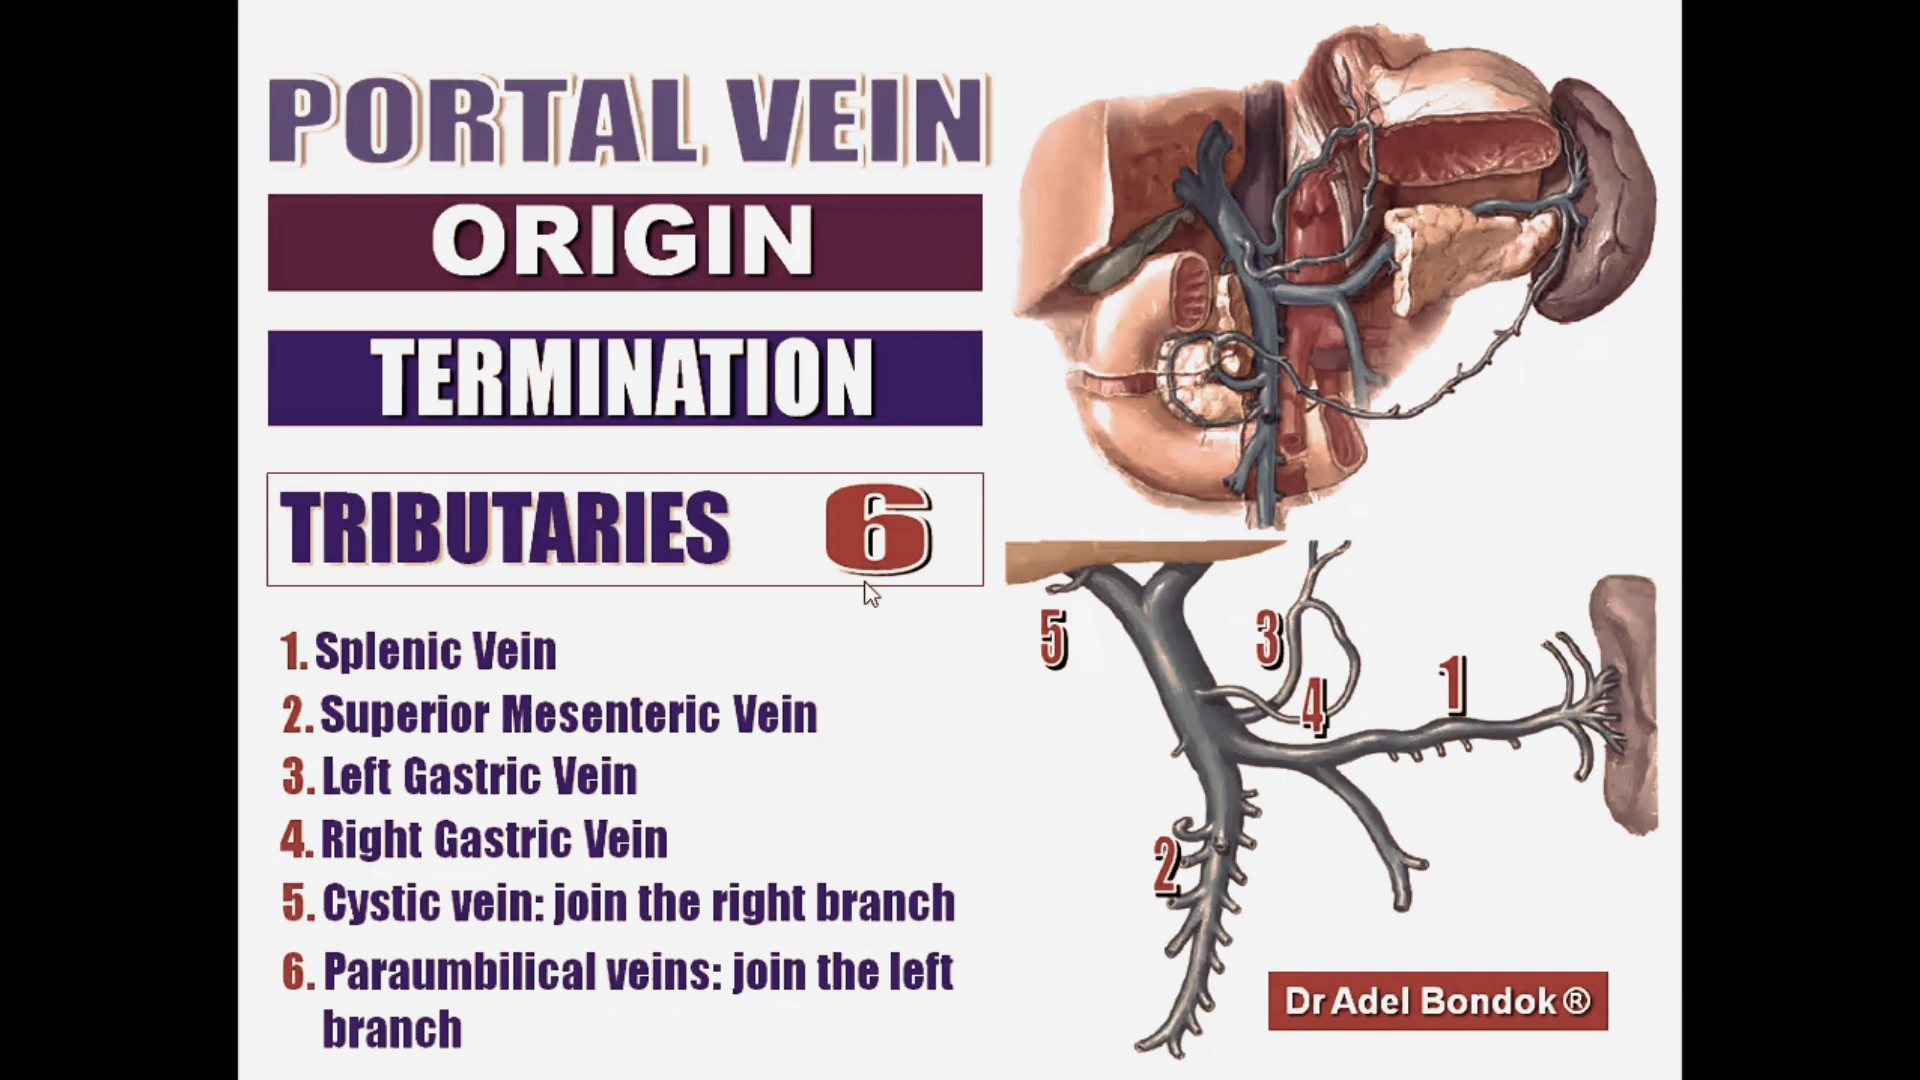 PORTAL VEIN
ORIGIN
TERMINATION
TRIBUTARIES 6
1. Splenic Vein
2. Superior Mesenteric Vein
3. Left Gastric Vein
4. Right Gastric Vein
5. Cystic vein: join the right branch
6. Paraumbilical veins: join the left
branch
5
3
4
1
2
Dr Adel Bondok ®